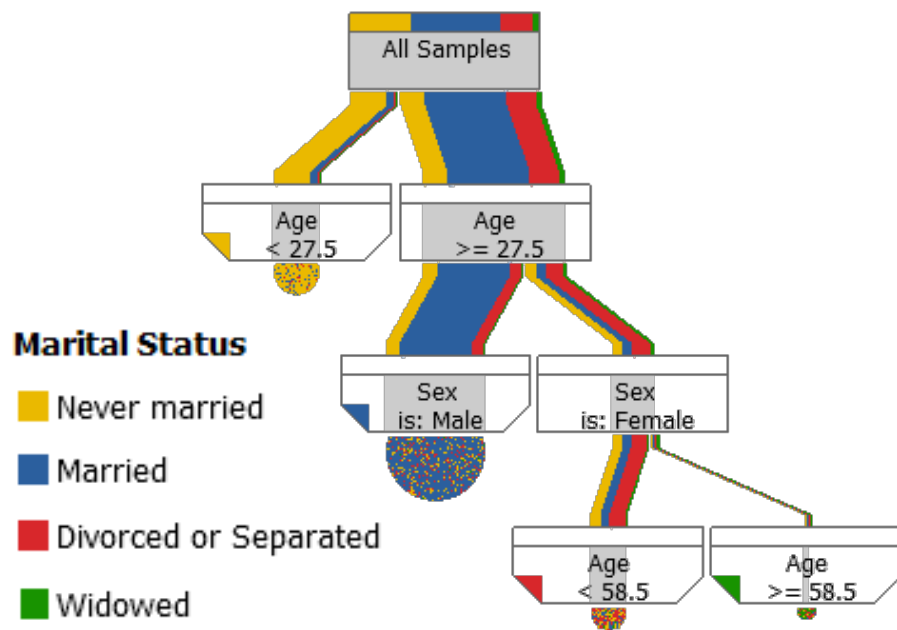 All Samples
Age
< 27.5
Age
>= 27.5
Marital Status
Never married
Married
Divorced or Separated
Widowed
Sex
is: Male
Sex
is: Female
Age
< 58.5
Age
>= 58.5